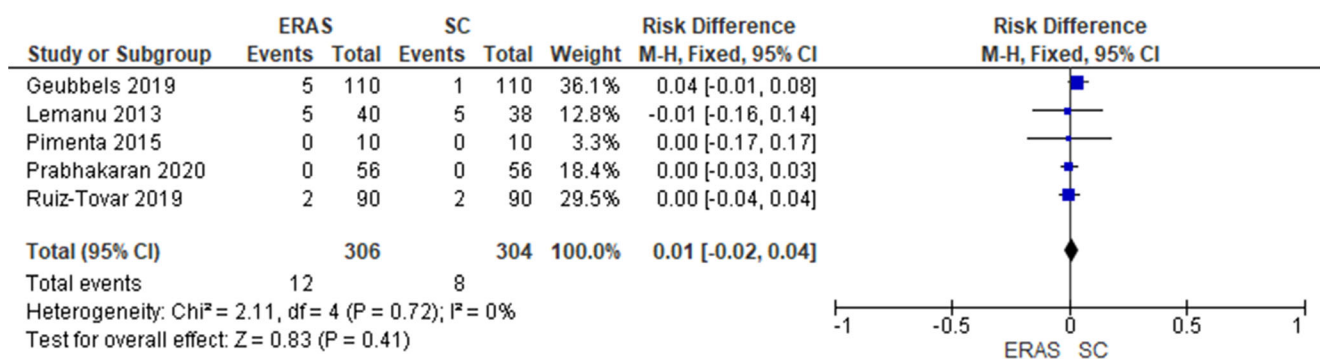 ERAS SC Risk Difference Risk Difference
Study or Subgroup Events Total Events Total Weight M-H, Fixed, 95% CI M-H, Fixed, 95% CI
Geubbels 2019 5 110 1 110 36.1% 0.04 [-0.01, 0.08]
Lemanu 2013 5 40 5 38 12.8% -0.01 [-0.16, 0.14]
Pimenta 2015 0 10 0 10 3.3% 0.00 [-0.17, 0.17]
Prabhakaran 2020 0 56 0 56 18.4% 0.00 [-0.03, 0.03]
Ruiz-Tovar 2019 2 90 2 90 29.5% 0.00 [-0.04, 0.04]
Total (95% CI) 306 304 100.0% 0.01 [-0.02, 0.04]
Total events 12 8
Heterogeneity: Chi² = 2.11, df = 4 (P = 0.72); I² = 0%
Test for overall effect: Z = 0.83 (P = 0.41)
-1 -0.5 0 0.5 1
ERAS SC